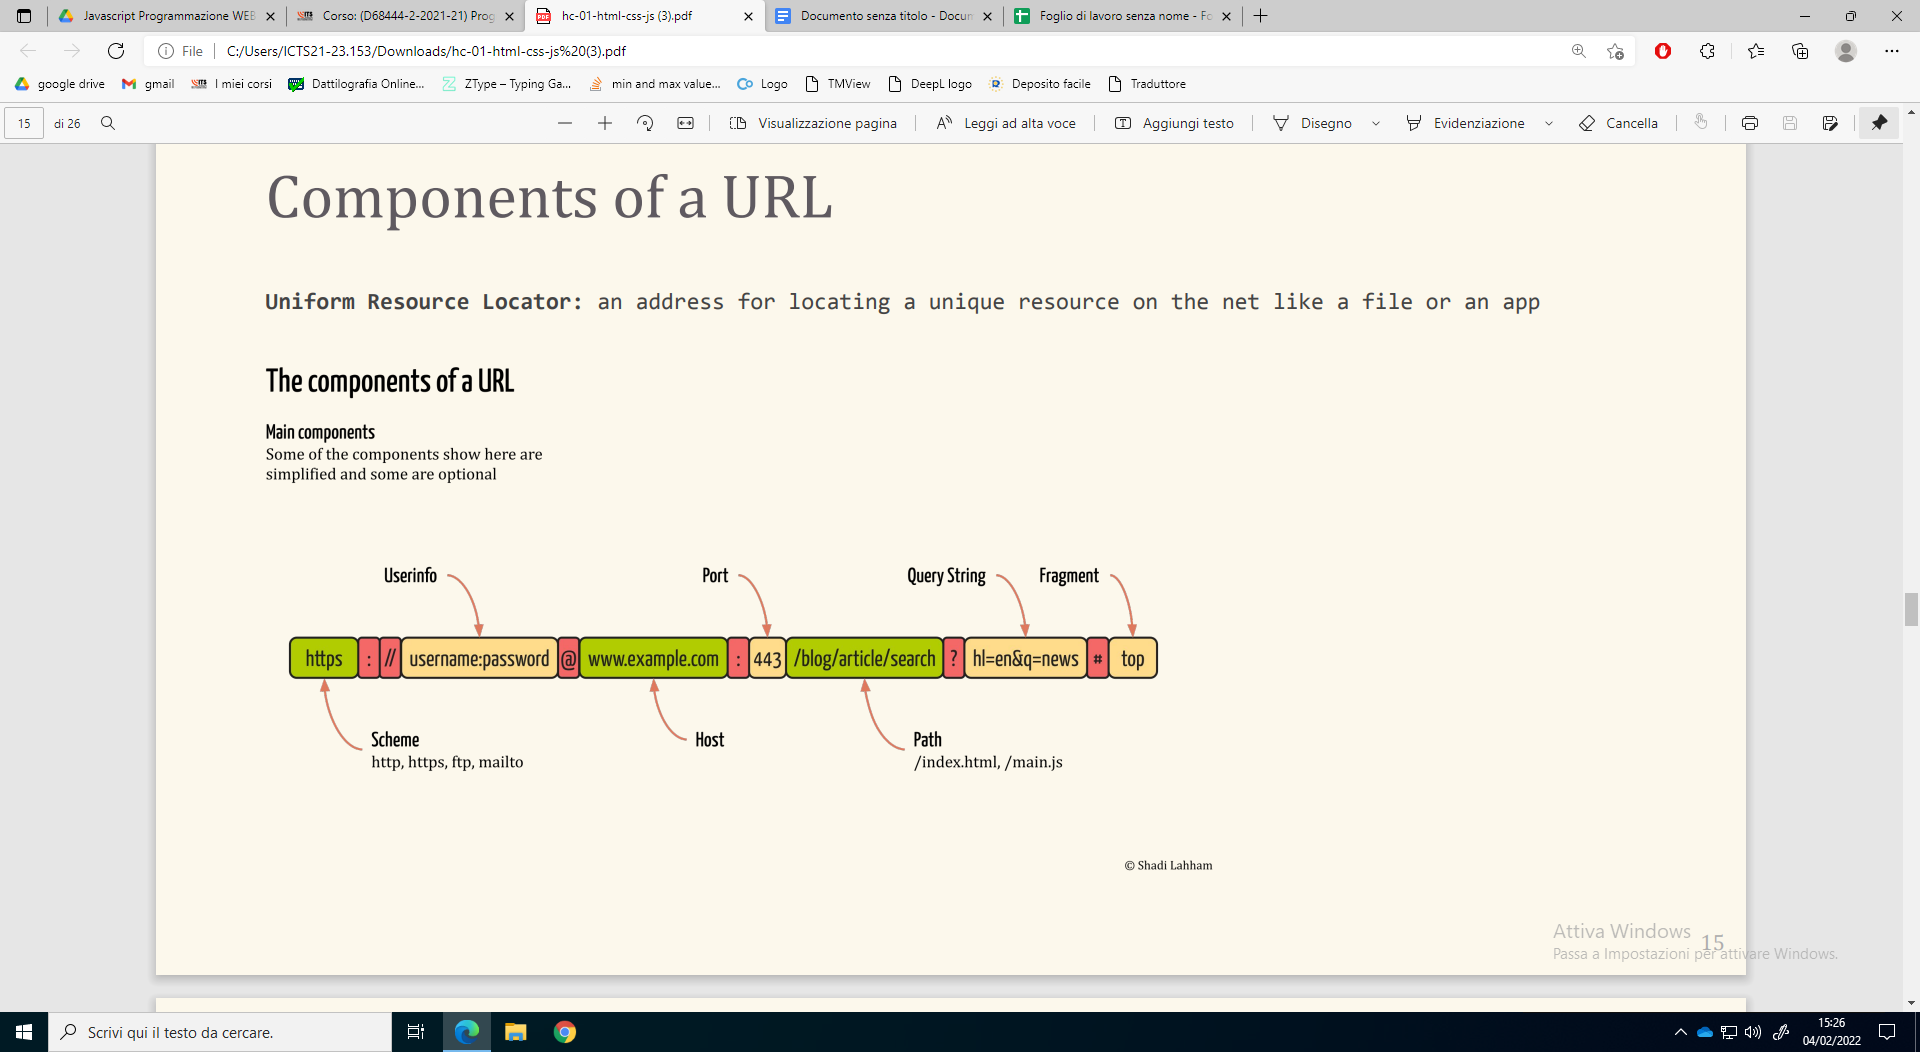 Javascript Programmazione WEB
Corso: (D68444-2-2021-21) Prog
hc-01-html-css-js (3).pdf
Documento senza titolo - Docum
Foglio di lavoro senza nome - Fo
File
C:/Users/ICTS21-23.153/Downloads/hc-01-html-css-js%20(3).pdf
google drive
gmail
I miei corsi
Dattilografia Online...
ZType – Typing Ga...
min and max value...
Logo
TMView
DeepL logo
Deposito facile
Traduttore
15
di 26
Visualizzazione pagina
Leggi ad alta voce
Aggiungi testo
Disegno
Evidenziazione
Cancella
Components of a URL
Uniform Resource Locator: an address for locating a unique resource on the net like a file or an app
The components of a URL
Main components
Some of the components show here are
simplified and some are optional
Userinfo
Port
Query String
Fragment
https : // username:password @ www.example.com : 443 /blog/article/search ? hl=en&q=news # top
Scheme
http, https, ftp, mailto
Host
Path
/index.html, /main.js
© Shadi Lahham
Attiva Windows
15
Passa a Impostazioni per attivare Windows.
Scrivi qui il testo da cercare.
15:26
04/02/2022